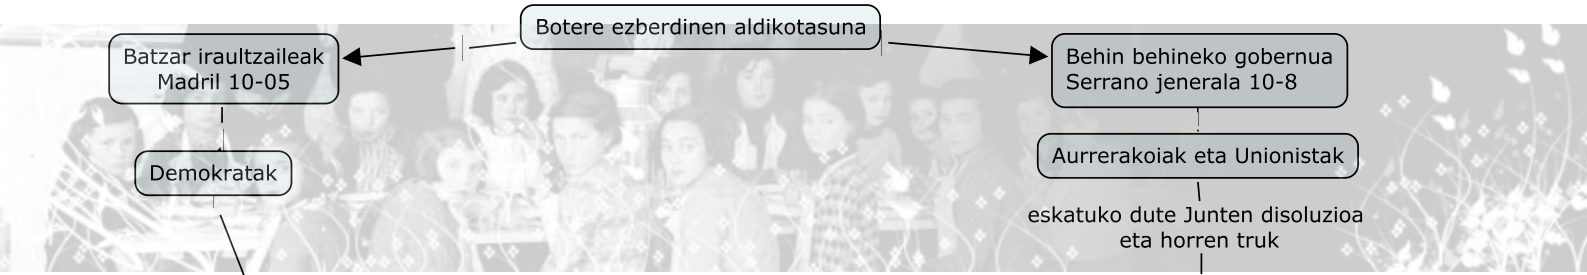 Botere ezberdinen aldikotasuna
Batzar iraultzaileak
Madril 10-05
Behin behineko gobernua
Serrano jenerala 10-8
Demokratak
Aurrerakoiak eta Unionistak
eskatuko dute Junten disoluzioa
eta horren truk